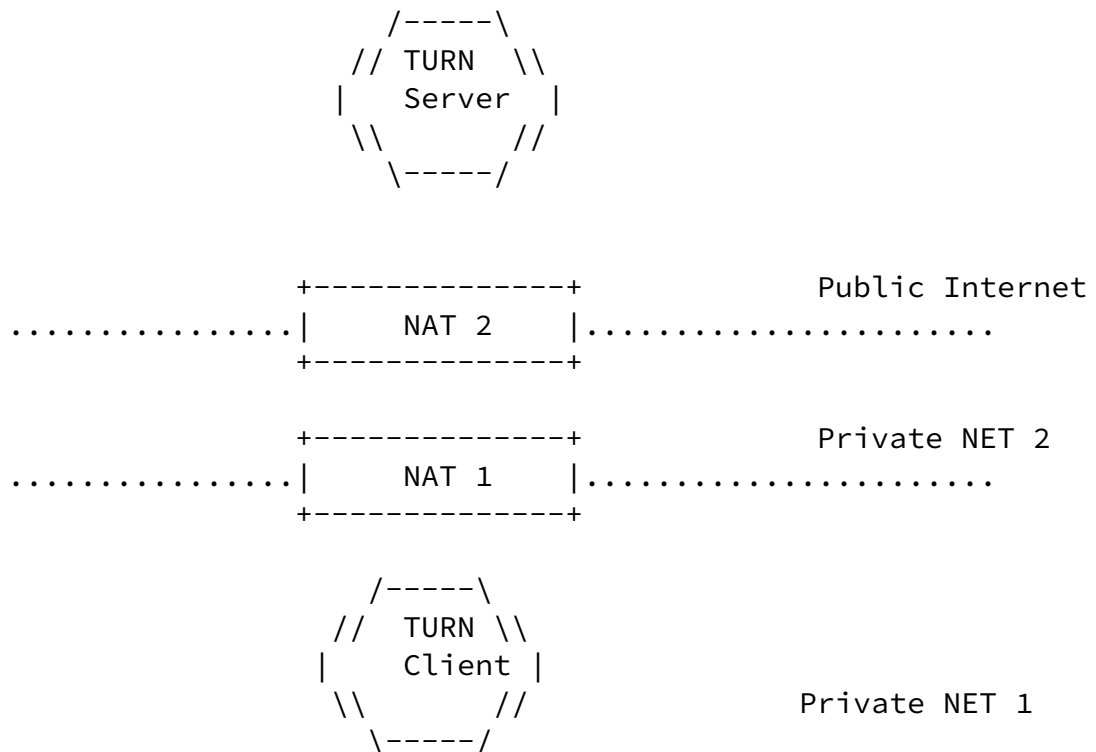 /-----\
// TURN \\
| Server |
\\ //
\-----/
+--------------+ Public Internet
................| NAT 2 |.......................
+--------------+
+--------------+ Private NET 2
................| NAT 1 |.......................
+--------------+
/-----\
// TURN \\
| Client |
\\ // Private NET 1
\-----/